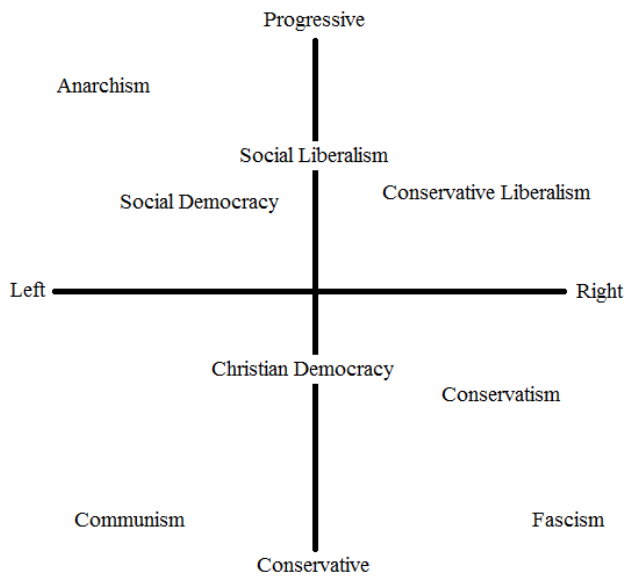 Progressive
Anarchism
Social Liberalism
Conservative Liberalism
Social Democracy
Left
Right
Christian Democracy
Conservatism
Communism
Fascism
Conservative